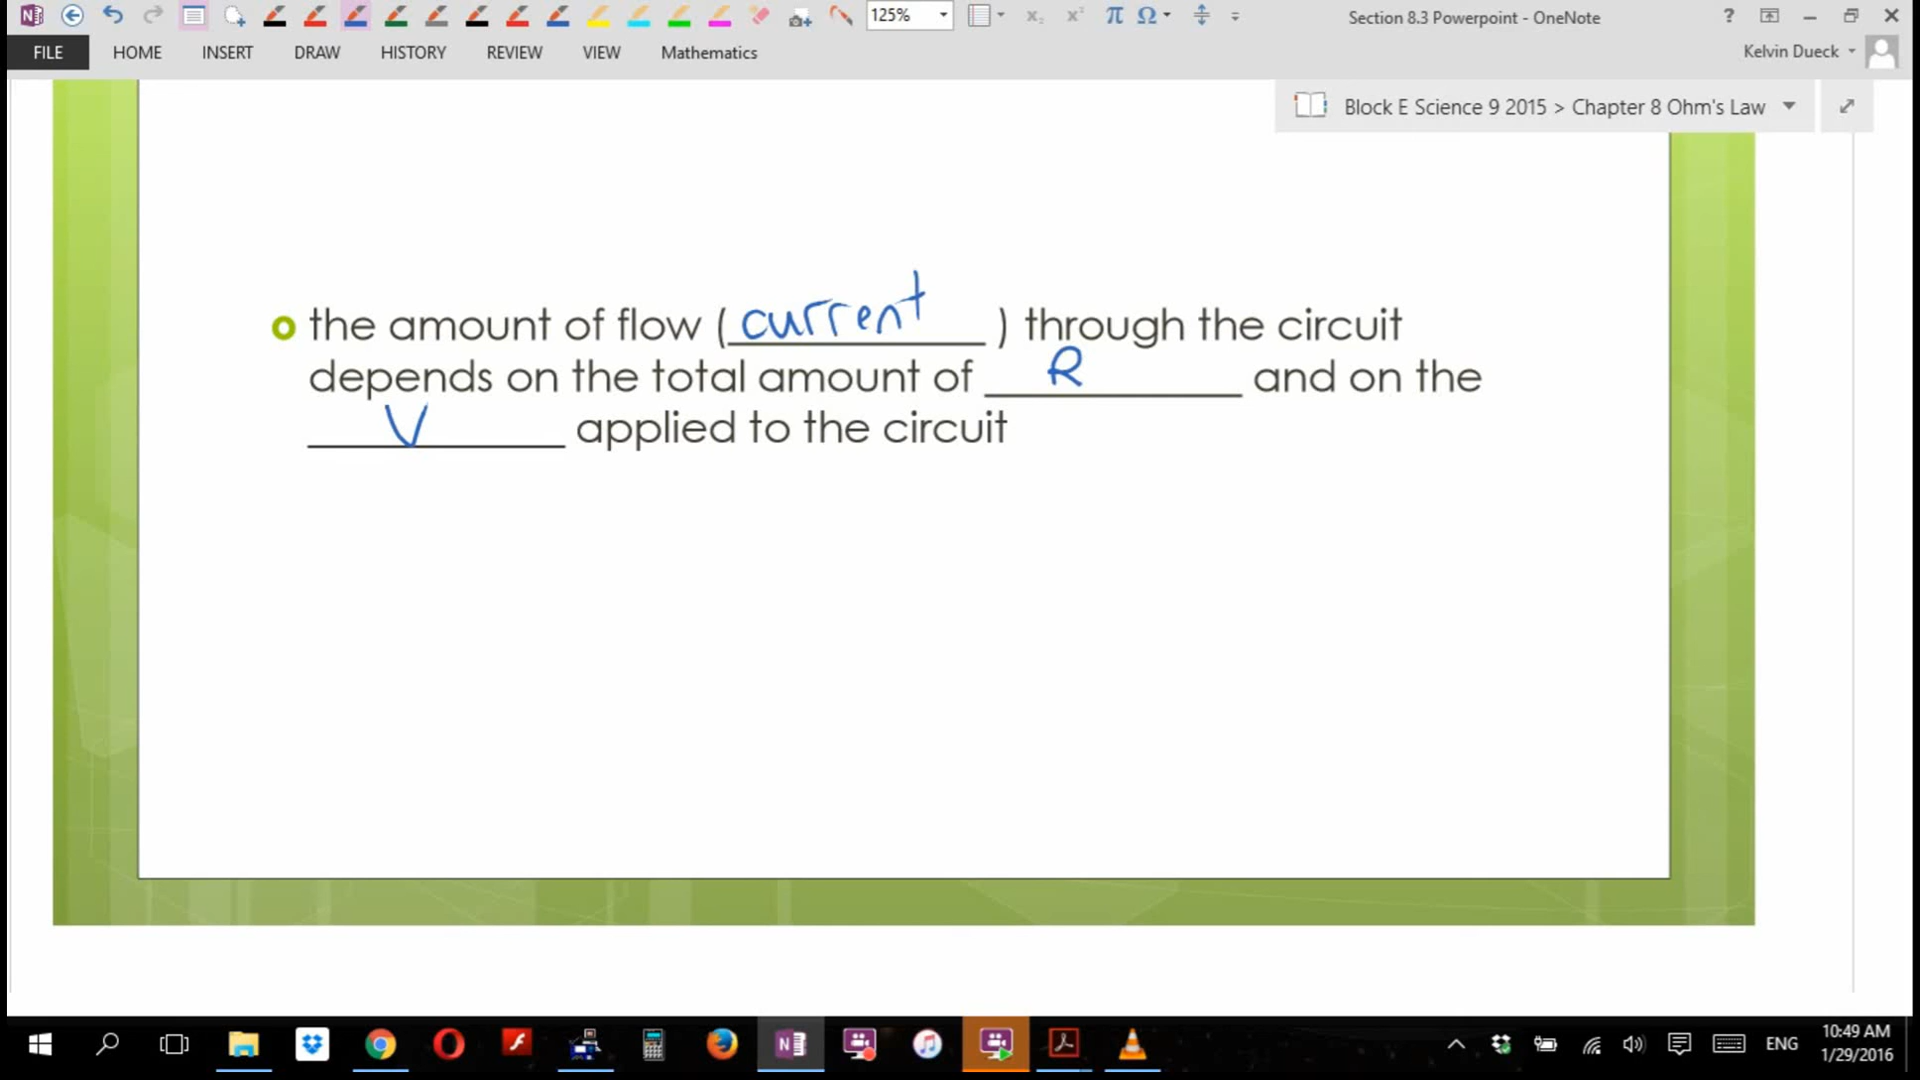 125% Section 8.3 Powerpoint - OneNote
FILE HOME INSERT DRAW HISTORY REVIEW VIEW Mathematics Kelvin Dueck
Block E Science 9 2015 > Chapter 8 Ohm's Law
the amount of flow (current) through the circuit
depends on the total amount of R and on the
V applied to the circuit
ENG 10:49 AM
1/29/2016